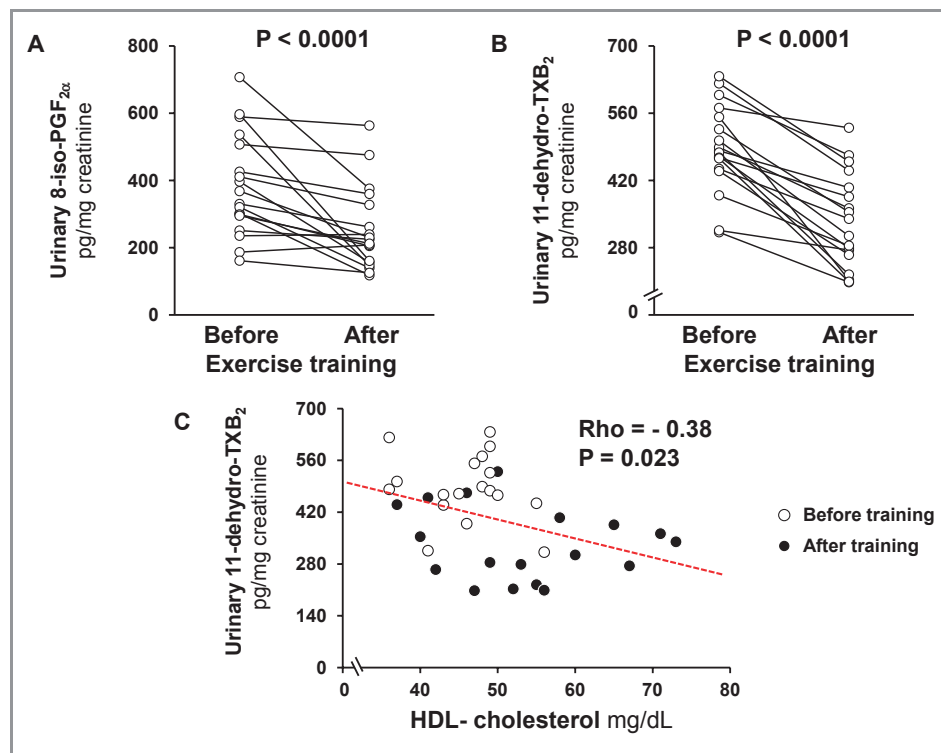 A
P < 0.0001
Urinary 8-iso-PGF2α
pg/mg creatinine
800
600
400
200
0
Before
After
Exercise training
B
P < 0.0001
Urinary 11-dehydro-TXB2
pg/mg creatinine
700
560
420
280
0
Before
After
Exercise training
C
Urinary 11-dehydro-TXB2
pg/mg creatinine
700
560
420
280
140
0
Rho = - 0.38
P = 0.023
Before training
After training
0
40
50
60
70
80
HDL- cholesterol mg/dL